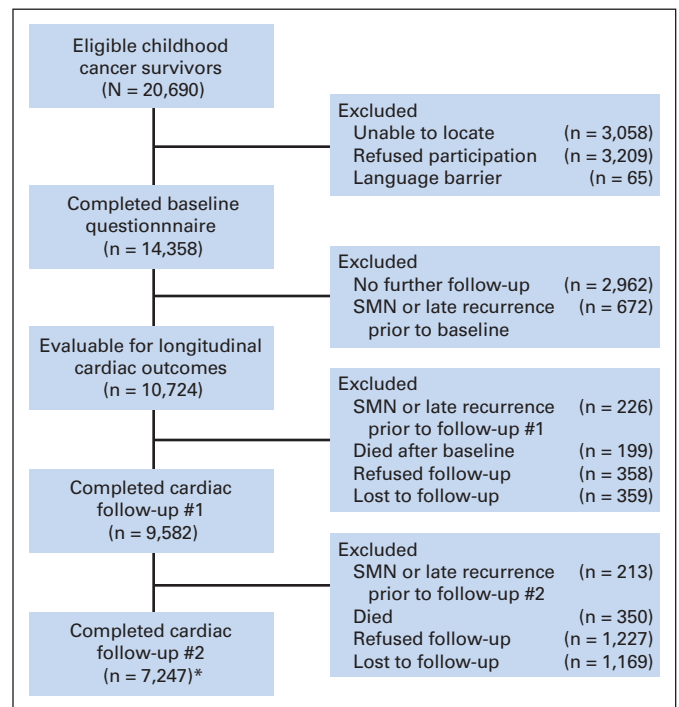 Eligible childhood
cancer survivors
(N = 20,690)
Excluded
Unable to locate (n = 3,058)
Refused participation (n = 3,209)
Language barrier (n = 65)
Completed baseline
questionnnaire
(n = 14,358)
Excluded
No further follow-up (n = 2,962)
SMN or late recurrence (n = 672)
prior to baseline
Evaluable for longitudinal
cardiac outcomes
(n = 10,724)
Excluded
SMN or late recurrence (n = 226)
prior to follow-up #1
Died after baseline (n = 199)
Refused follow-up (n = 358)
Lost to follow-up (n = 359)
Completed cardiac
follow-up #1
(n = 9,582)
Excluded
SMN or late recurrence (n = 213)
prior to follow-up #2
Died (n = 350)
Refused follow-up (n = 1,227)
Lost to follow-up (n = 1,169)
Completed cardiac
follow-up #2
(n = 7,247)*